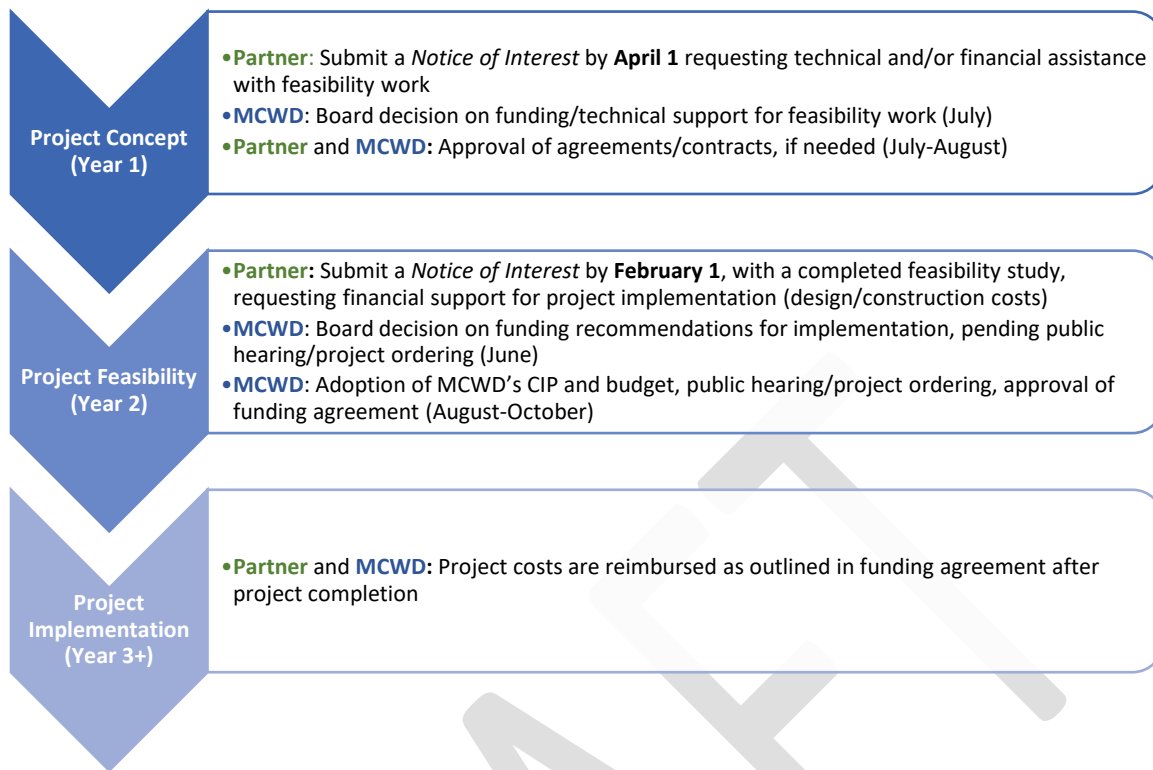 Project Concept
(Year 1)
•Partner: Submit a Notice of Interest by April 1 requesting technical and/or financial assistance
with feasibility work
•MCWD: Board decision on funding/technical support for feasibility work (July)
•Partner and MCWD: Approval of agreements/contracts, if needed (July-August)
Project Feasibility
(Year 2)
•Partner: Submit a Notice of Interest by February 1, with a completed feasibility study,
requesting financial support for project implementation (design/construction costs)
•MCWD: Board decision on funding recommendations for implementation, pending public
hearing/project ordering (June)
•MCWD: Adoption of MCWD’s CIP and budget, public hearing/project ordering, approval of
funding agreement (August-October)
Project
Implementation
(Year 3+)
•Partner and MCWD: Project costs are reimbursed as outlined in funding agreement after
project completion